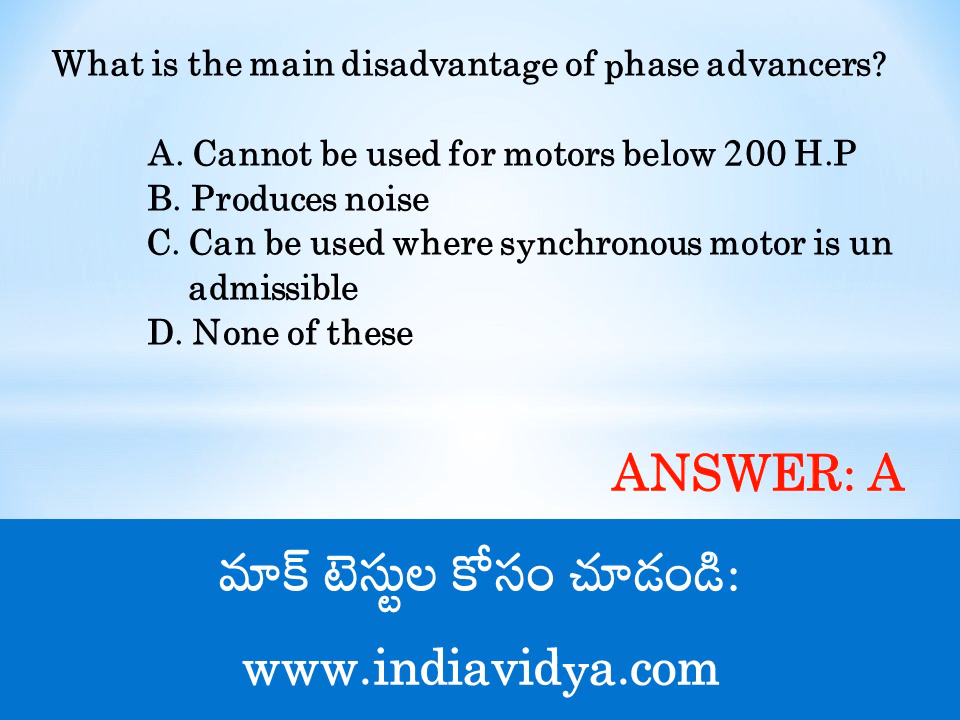 What is the main disadvantage of phase advancers?
A. Cannot be used for motors below 200 H.P
B. Produces noise
C. Can be used where synchronous motor is un
admissible
D. None of these
ANSWER: A
మాక్ టెస్టుల కోసం చూడండి:
www.indiavidya.com